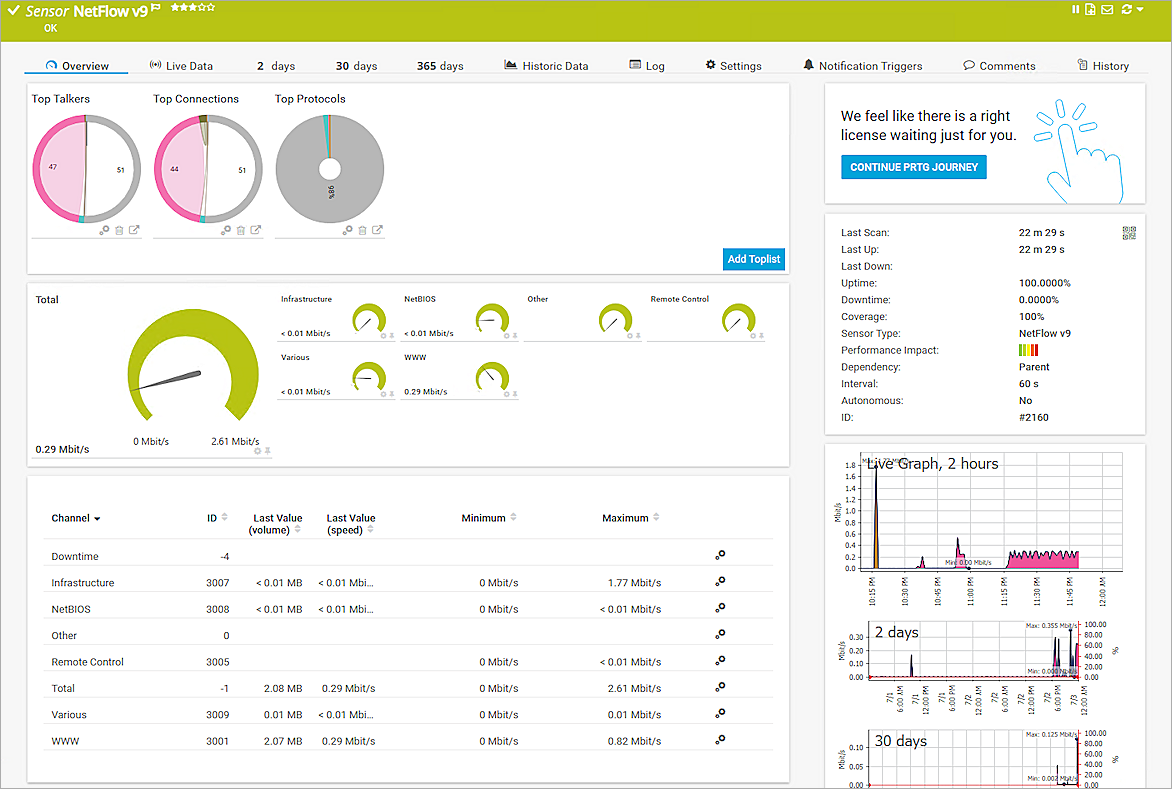 Sensor NetFlow v9
OK
Overview Live Data 2 days 30 days 365 days Historic Data Log Settings Notification Triggers Comments History
Top Talkers Top Connections Top Protocols
47 51 44 51 98%
Add Toplist
Total
0 Mbit/s 2.61 Mbit/s
0.29 Mbit/s
Infrastructure NetBIOS Other Remote Control
< 0.01 Mbit/s < 0.01 Mbit/s
Various WWW
< 0.01 Mbit/s 0.29 Mbit/s
Channel ID Last Value (volume) Last Value (speed) Minimum Maximum
Downtime -4
Infrastructure 3007 < 0.01 MB < 0.01 Mbi... 0 Mbit/s 1.77 Mbit/s
NetBIOS 3008 < 0.01 MB < 0.01 Mbi... 0 Mbit/s < 0.01 Mbit/s
Other 0
Remote Control 3005 0 Mbit/s < 0.01 Mbit/s
Total -1 2.08 MB 0.29 Mbit/s 0 Mbit/s 2.61 Mbit/s
Various 3009 0.01 MB < 0.01 Mbi... 0 Mbit/s 0.01 Mbit/s
WWW 3001 2.07 MB 0.29 Mbit/s 0 Mbit/s 0.82 Mbit/s
We feel like there is a right
license waiting just for you.
CONTINUE PRTG JOURNEY
Last Scan: 22 m 29 s
Last Up: 22 m 29 s
Last Down:
Uptime: 100.0000%
Downtime: 0.0000%
Coverage: 100%
Sensor Type: NetFlow v9
Performance Impact:
Dependency: Parent
Interval: 60 s
Autonomous: No
ID: #2160
Live Graph, 2 hours
Mbit/s
1.8
1.6
1.4
1.2
1.0
0.8
0.6
0.4
0.2
0.0
Min: 0.00 Mbit/s
10:15 PM 10:30 PM 10:45 PM 11:00 PM 11:15 PM 11:30 PM 11:45 PM 12:00 AM
2 days
Max: 0.355 Mbit/s
Mbit/s
0.30
0.20
0.10
0.00
100.00
80.00
60.00
40.00
20.00
0.00
%
Min: 0.000 Mbit/s
7/1 6:00 AM 7/1 12:00 PM 7/1 6:00 PM 7/2 12:00 AM 7/2 6:00 AM 7/2 12:00 PM 7/2 6:00 PM 7/3 12:00 AM
30 days
Max: 0.125 Mbit/s
Mbit/s
0.10
0.05
0.00
100.00
80.00
60.00
40.00
20.00
0.00
%
Min: 0.002 Mbit/s